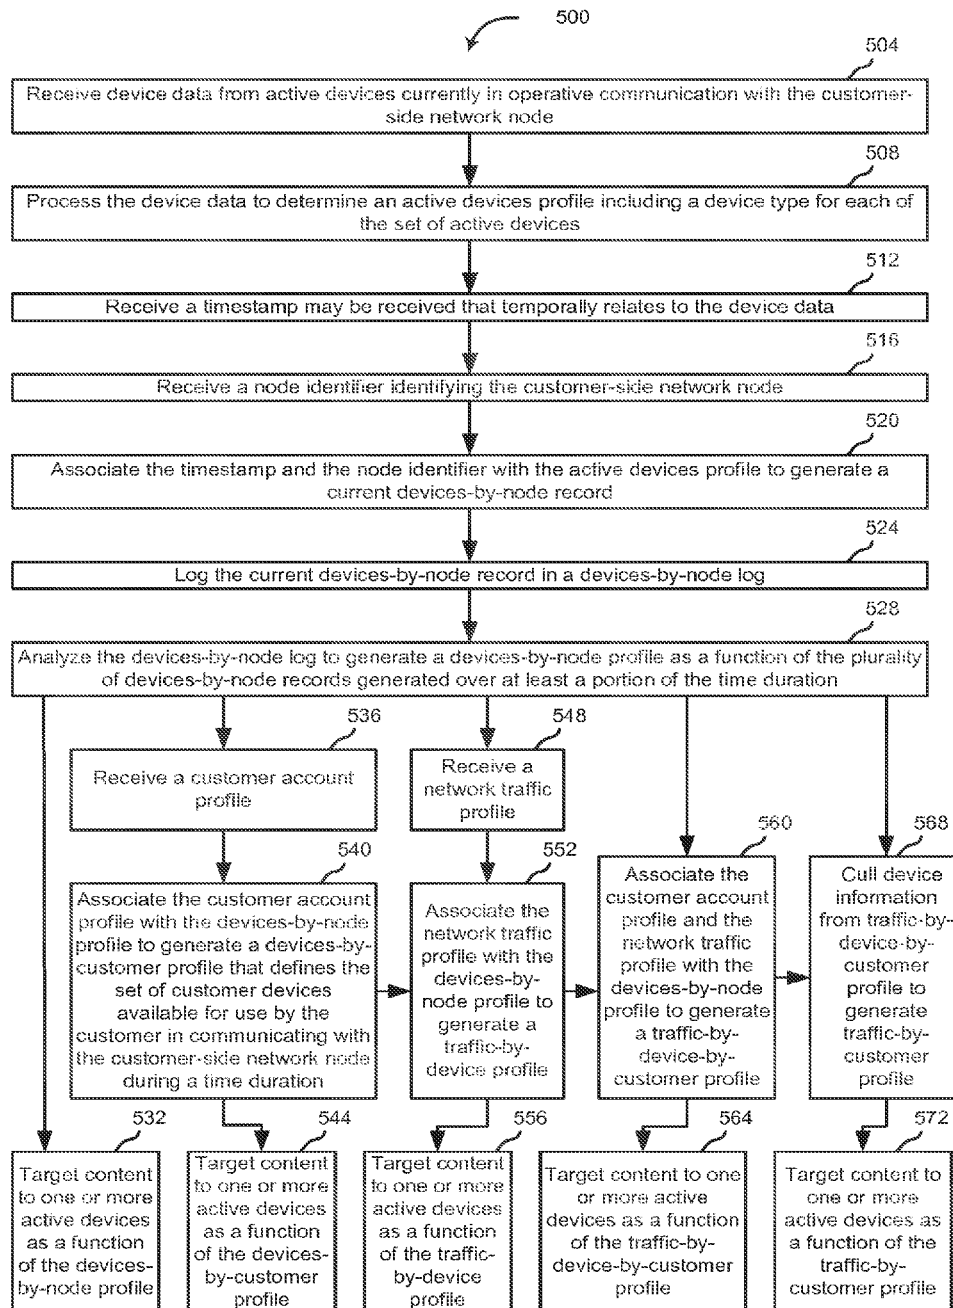 500
504
Receive device data from active devices currently in operative communication with the customer-
side network node
508
Process the device data to determine an active devices profile including a device type for each of
the set of active devices
512
Receive a timestamp may be received that temporally relates to the device data
516
Receive a node identifier identifying the customer-side network node
520
Associate the timestamp and the node identifier with the active devices profile to generate a
current devices-by-node record
524
Log the current devices-by-node record in a devices-by-node log
528
Analyze the devices-by-node log to generate a devices-by-node profile as a function of the plurality
of devices-by-node records generated over at least a portion of the time duration
536
Receive a customer account
profile
548
Receive a
network traffic
profile
540
Associate the customer account
profile with the devices-by-node
profile to generate a devices-by-
customer profile that defines the
set of customer devices
available for use by the
customer in communicating with
the customer-side network node
during a time duration
552
Associate the
network traffic
profile with the
devices-by-
node profile to
generate a
traffic-by-
device profile
560
Associate the
customer account
profile and the
network traffic
profile with the
devices-by-node
profile to generate
a traffic-by-
device-by-
customer profile
568
Cull device
information
from traffic-by-
device-by-
customer
profile to
generate
traffic-by-
customer
profile
532
Target content
to one or more
active devices
as a function
of the devices-
by-node profile
544
Target content
to one or more
active devices
as a function
of the devices-
by-customer
profile
556
Target content to
one or more
active devices as
a function of the
traffic-by-
device
profile
564
Target content to one
or more active
devices as a function
of the traffic-by-
device-by-customer
profile
572
Target content to
one or more
active devices as
a function of the
traffic-by-
customer profile